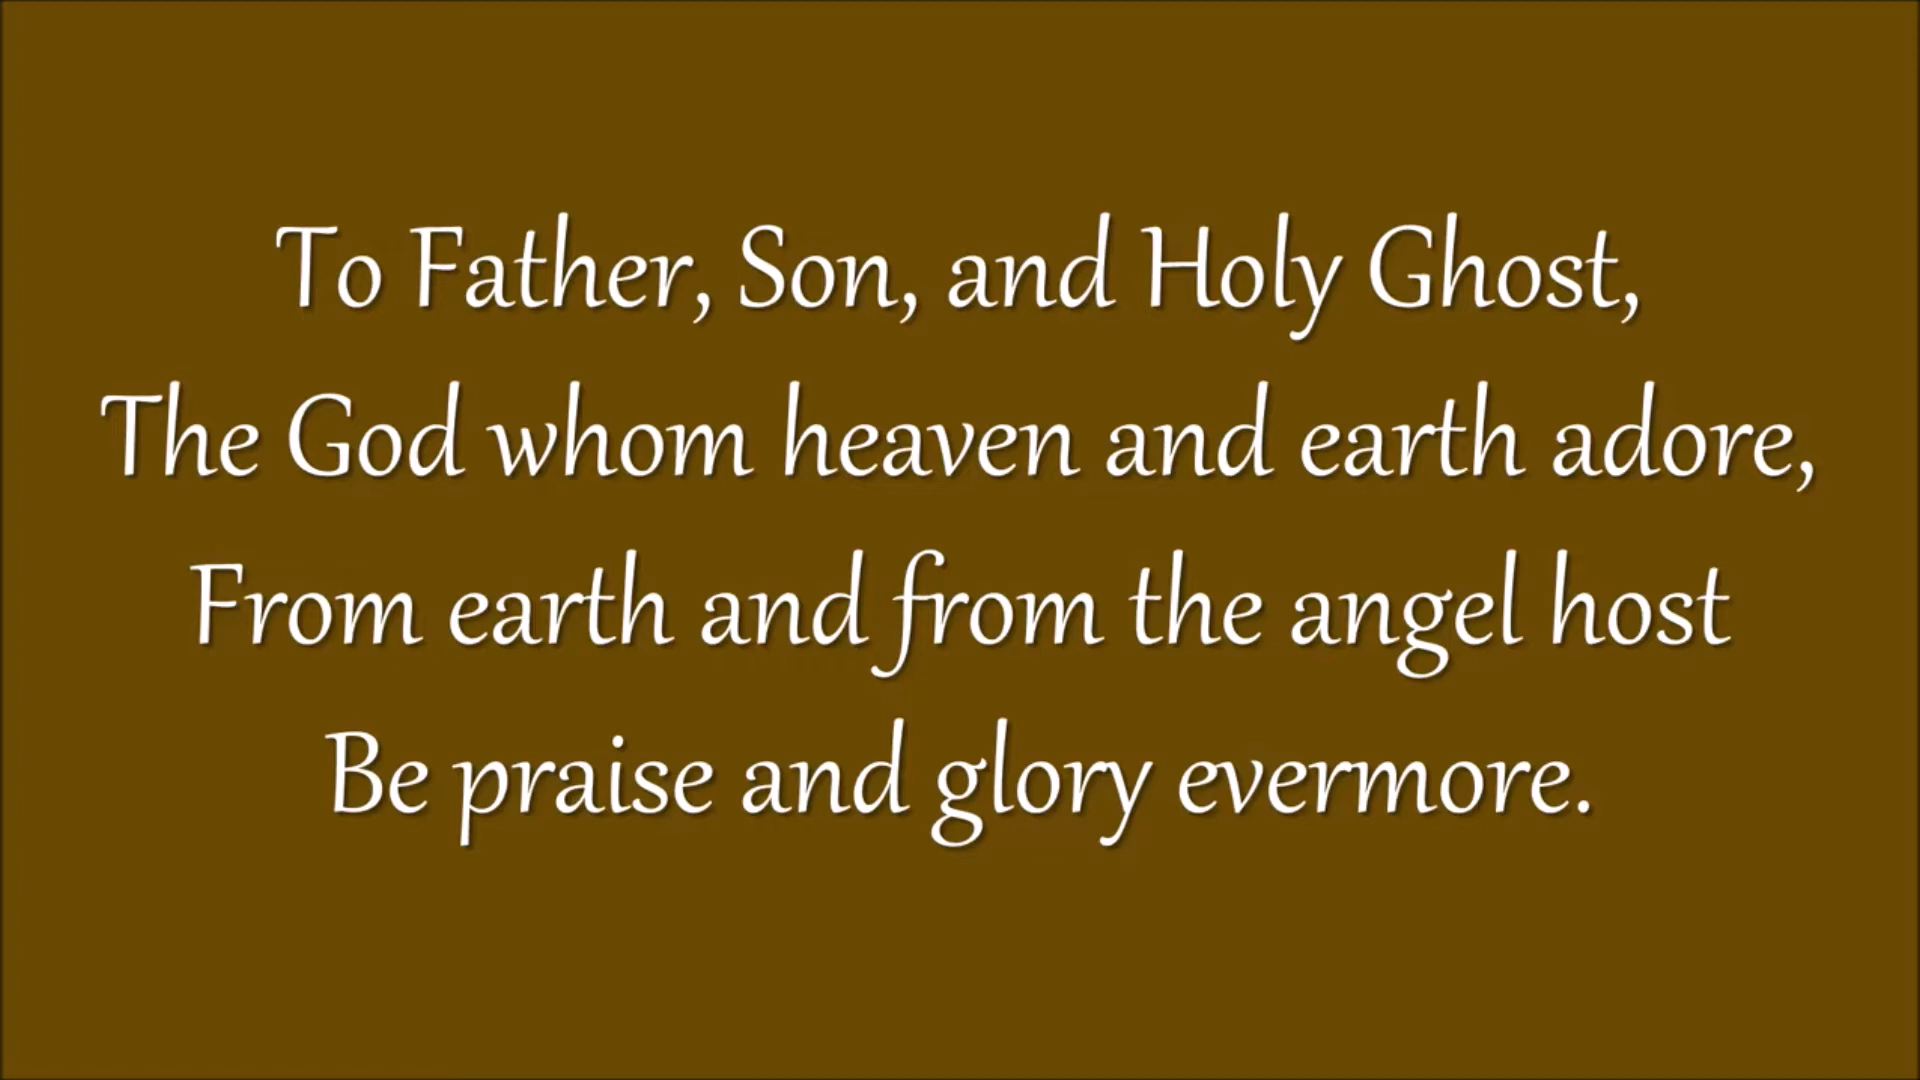 To Father, Son, and Holy Ghost,
The God whom heaven and earth adore,
From earth and from the angel host
Be praise and glory evermore.